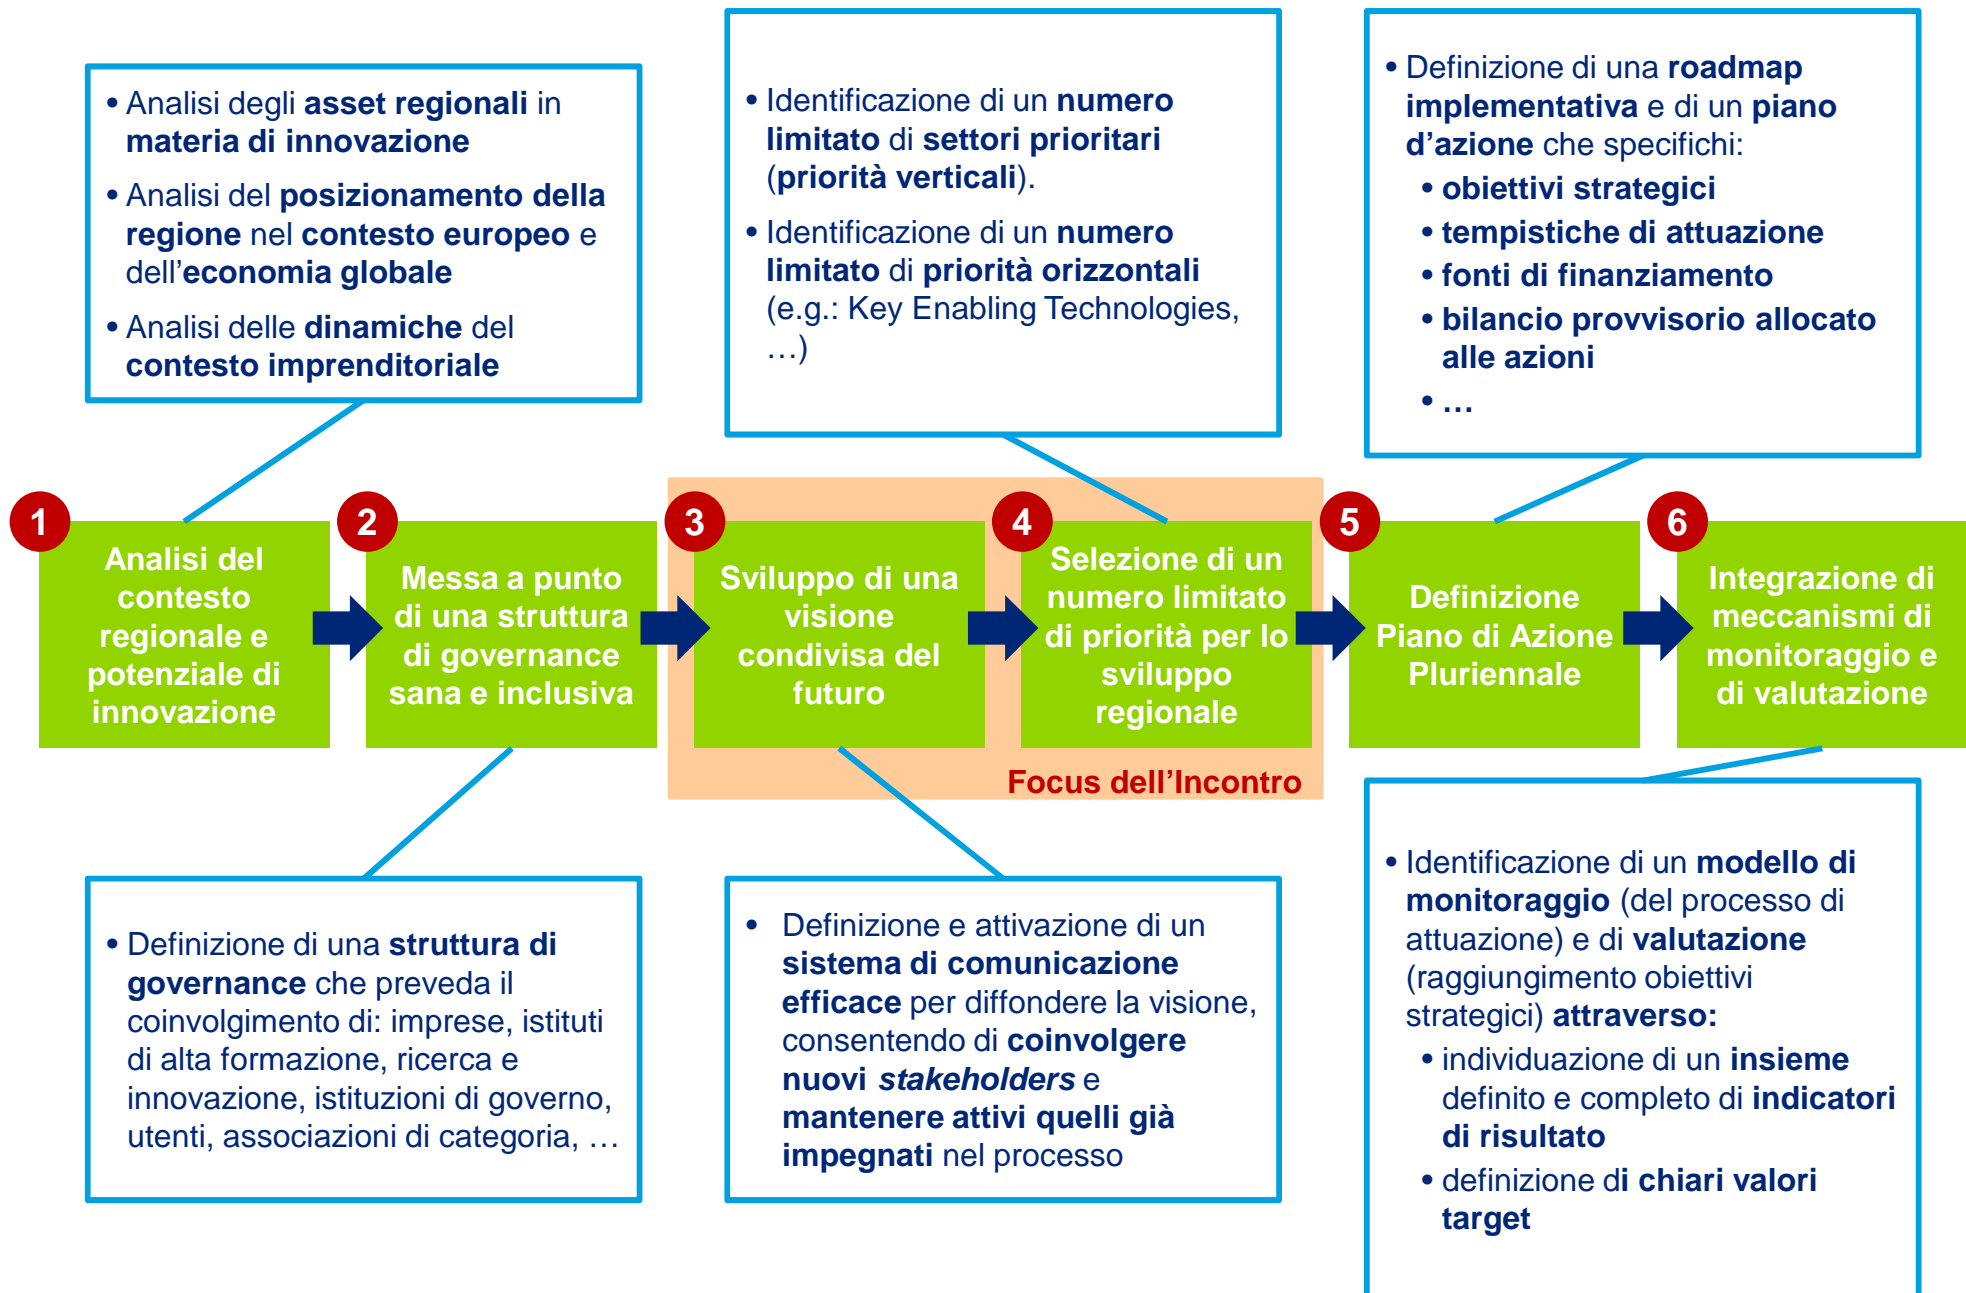 • Analisi degli asset regionali in
materia di innovazione
• Analisi del posizionamento della
regione nel contesto europeo e
dell’economia globale
• Analisi delle dinamiche del
contesto imprenditoriale
• Identificazione di un numero
limitato di settori prioritari
(priorità verticali).
• Identificazione di un numero
limitato di priorità orizzontali
(e.g.: Key Enabling Technologies,
…)
• Definizione di una roadmap
implementativa e di un piano
d’azione che specifichi:
• obiettivi strategici
• tempistiche di attuazione
• fonti di finanziamento
• bilancio provvisorio allocato
alle azioni
• …
1
Analisi del
contesto
regionale e
potenziale di
innovazione
2
Messa a punto
di una struttura
di governance
sana e inclusiva
3
Sviluppo di una
visione
condivisa del
futuro
4
Selezione di un
numero limitato
di priorità per lo
sviluppo
regionale
5
Definizione
Piano di Azione
Pluriennale
6
Integrazione di
meccanismi di
monitoraggio e
di valutazione
Focus dell’Incontro
• Definizione di una struttura di
governance che preveda il
coinvolgimento di: imprese, istituti
di alta formazione, ricerca e
innovazione, istituzioni di governo,
utenti, associazioni di categoria, …
• Definizione e attivazione di un
sistema di comunicazione
efficace per diffondere la visione,
consentendo di coinvolgere
nuovi stakeholders e
mantenere attivi quelli già
impegnati nel processo
• Identificazione di un modello di
monitoraggio (del processo di
attuazione) e di valutazione
(raggiungimento obiettivi
strategici) attraverso:
• individuazione di un insieme
definito e completo di indicatori
di risultato
• definizione di chiari valori
target